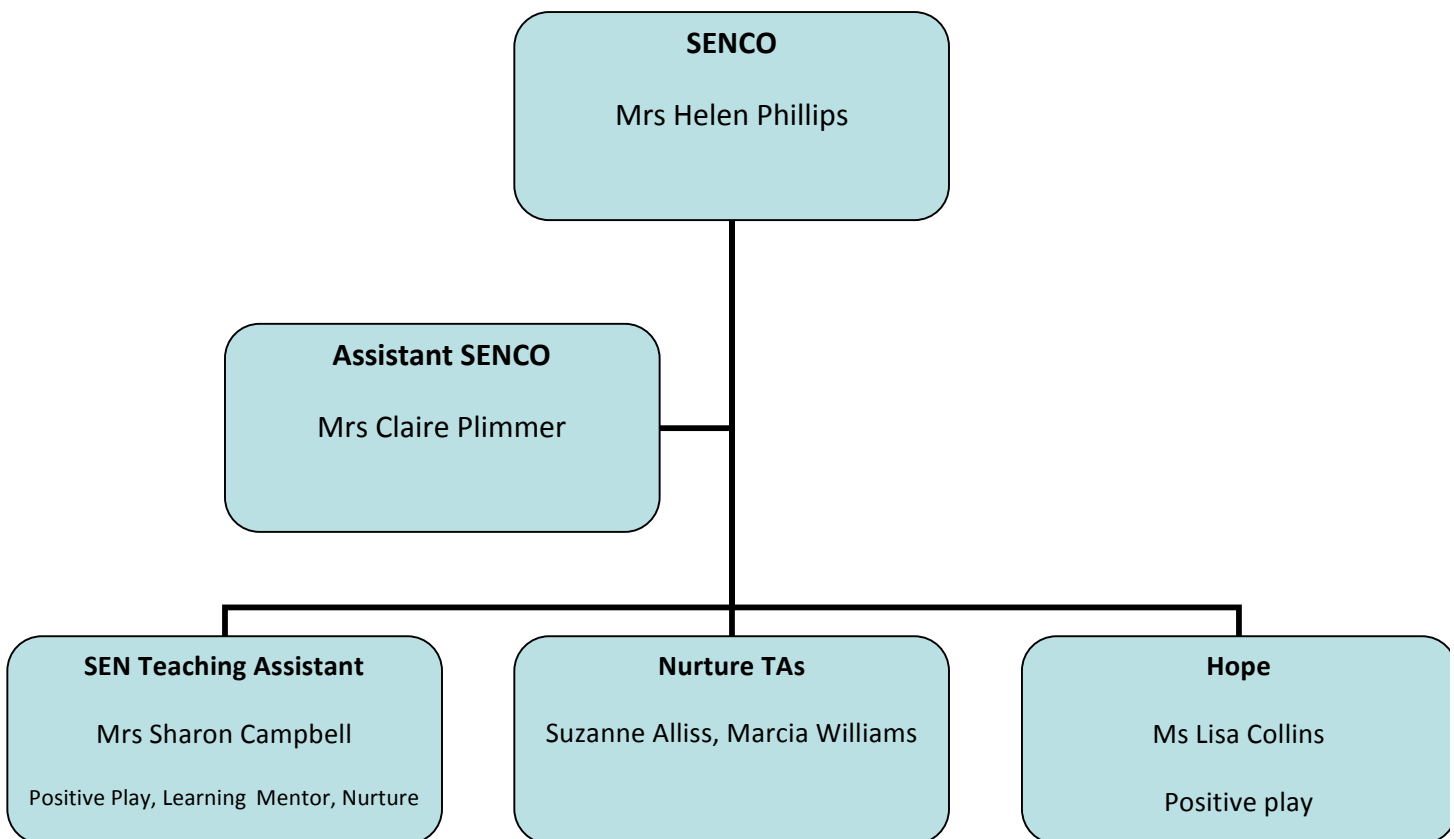 SENCO
Mrs Helen Phillips
Assistant SENCO
Mrs Claire Plimmer
SEN Teaching Assistant
Mrs Sharon Campbell
Positive Play, Learning Mentor, Nurture
Nurture TAs
Suzanne Alliss, Marcia Williams
Hope
Ms Lisa Collins
Positive play